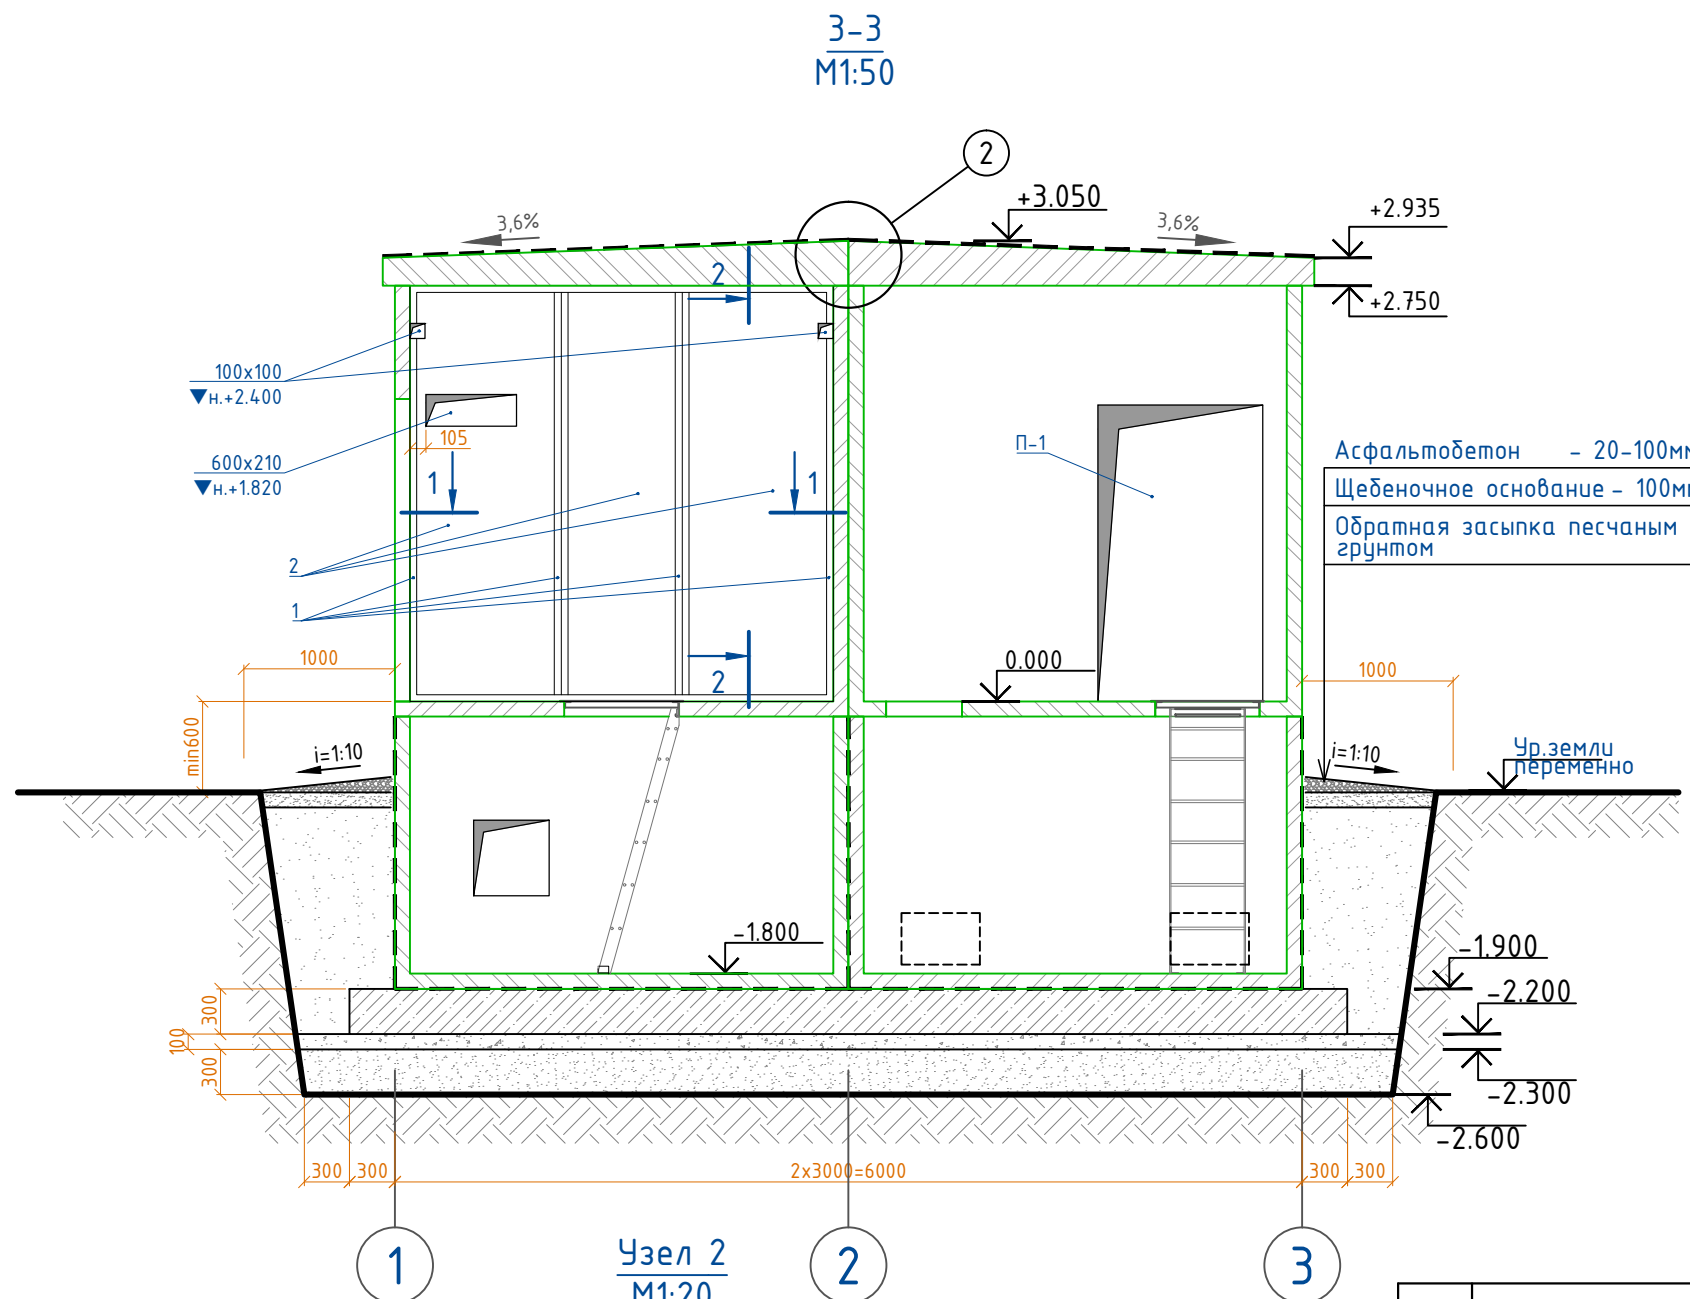 3-3
М1:50
2
3,6%
+3.050
3,6%
+2.935
+2.750
2
100х100
▼н.+2.400
105
600х210
▼н.+1.820
1
1
П-1
Асфальтобетон - 20-100мм
Щебеночное основание - 100мм
Обратная засыпка песчаным
грунтом
2
1
1000
0.000
1000
2
min600
i=1:10
i=1:10
Ур.земли
переменно
-1.800
-1.900
-2.200
300
100
300
-2.300
-2.600
300
300
2х3000=6000
300
300
1
2
3
Узел 2
М1:20